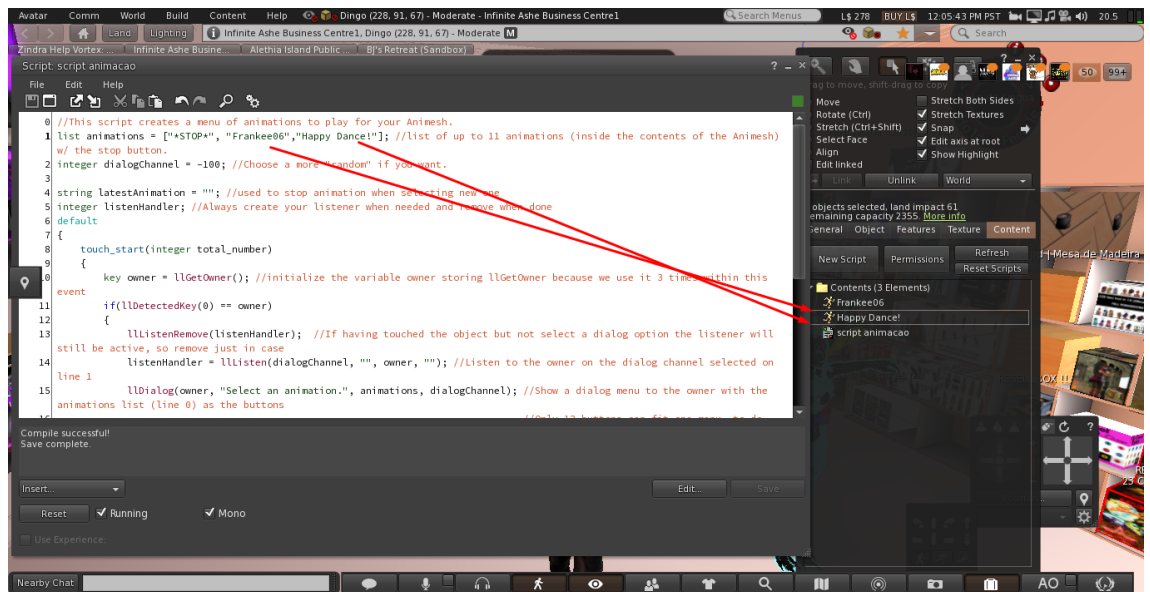 Avatar Comm World Build Content Help Dingo (228, 91, 67) - Moderate - Infinite Ashe Business Centre1 Search Menus L$ 278 BUY L$ 12:05:43 PM PST 20.5
Land Lighting Infinite Ashe Business Centre1, Dingo (228, 91, 67) - Moderate M Search
Zindra Help Vortex: ... Infinite Ashe Busine... Alethia Island Public ... BJ's Retreat (Sandbox)
Script: script animacao
File Edit Help
0 //This script creates a menu of animations to play for your Animesh.
1 list animations = ["*STOP*", "Frankee06","Happy Dance!"]; //list of up to 11 animations (inside the contents of the Animesh)
w/ the stop button.
2 integer dialogChannel = -100; //Choose a more "random" if you want.
3
4 string latestAnimation = ""; //used to stop animation when selecting new one
5 integer listenHandler; //Always create your listener when needed and remove when done
6 default
7 {
8 touch_start(integer total_number)
9 {
10 key owner = llGetOwner(); //initialize the variable owner storing llGetOwner because we use it 3 times within this
event
11 if(llDetectedKey(0) == owner)
12 {
13 llListenRemove(listenHandler); //If having touched the object but not select a dialog option the listener will
still be active, so remove just in case
14 listenHandler = llListen(dialogChannel, "", owner, ""); //Listen to the owner on the dialog channel selected on
line 1
15 llDialog(owner, "Select an animation.", animations, dialogChannel); //Show a dialog menu to the owner with the
animations list (line 0) as the buttons
Compile successful!
Save complete.
Insert... Edit... Save
Reset Running Mono
Use Experience:
50 99+
ag to move, shift-drag to copy
Move
Rotate (Ctrl)
Stretch (Ctrl+Shift)
Select Face
Align
Edit linked
Stretch Both Sides
Stretch Textures
Snap
Edit axis at root
Show Highlight
Link Unlink World
objects selected, land impact 61
emaining capacity 2355. More info
General Object Features Texture Content
New Script Permissions Refresh
Reset Scripts
Contents (3 Elements)
Frankee06
Happy Dance!
script animacao
Mesa de Madeira
Nearby Chat AO